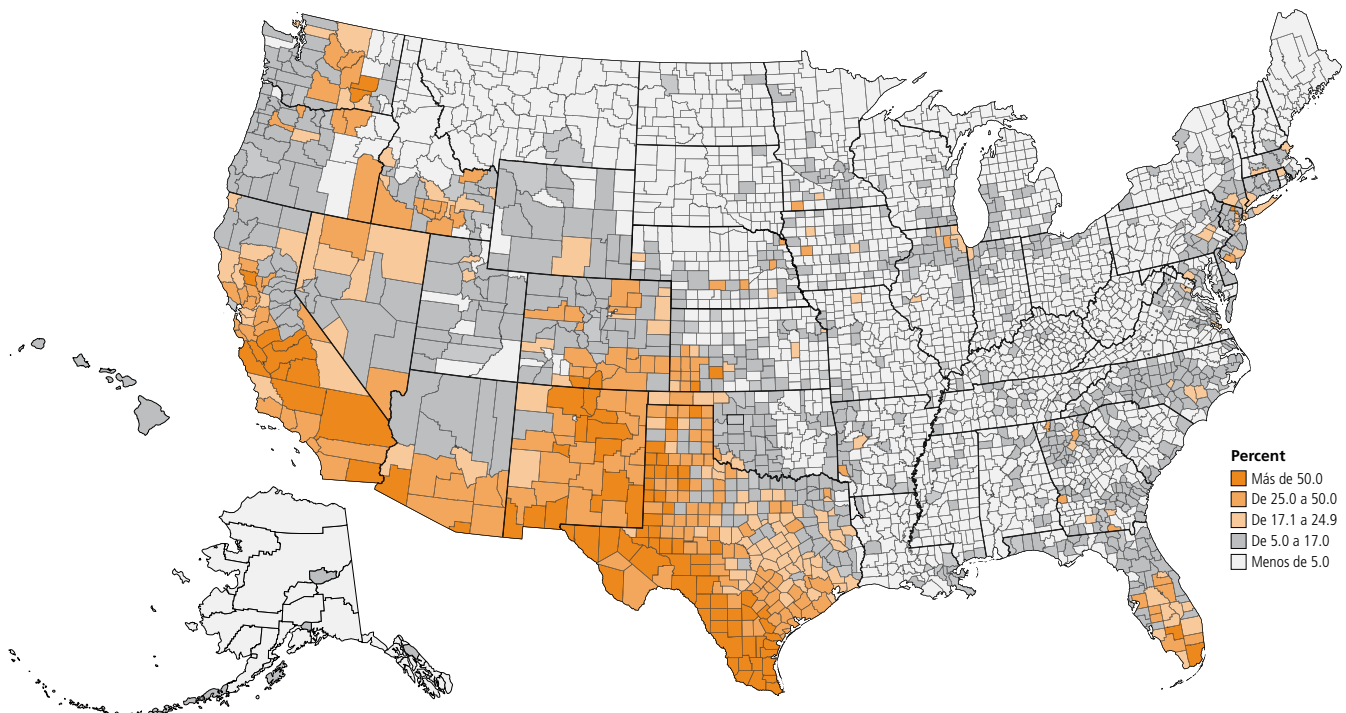 Percent
Más de 50.0
De 25.0 a 50.0
De 17.1 a 24.9
De 5.0 a 17.0
Menos de 5.0